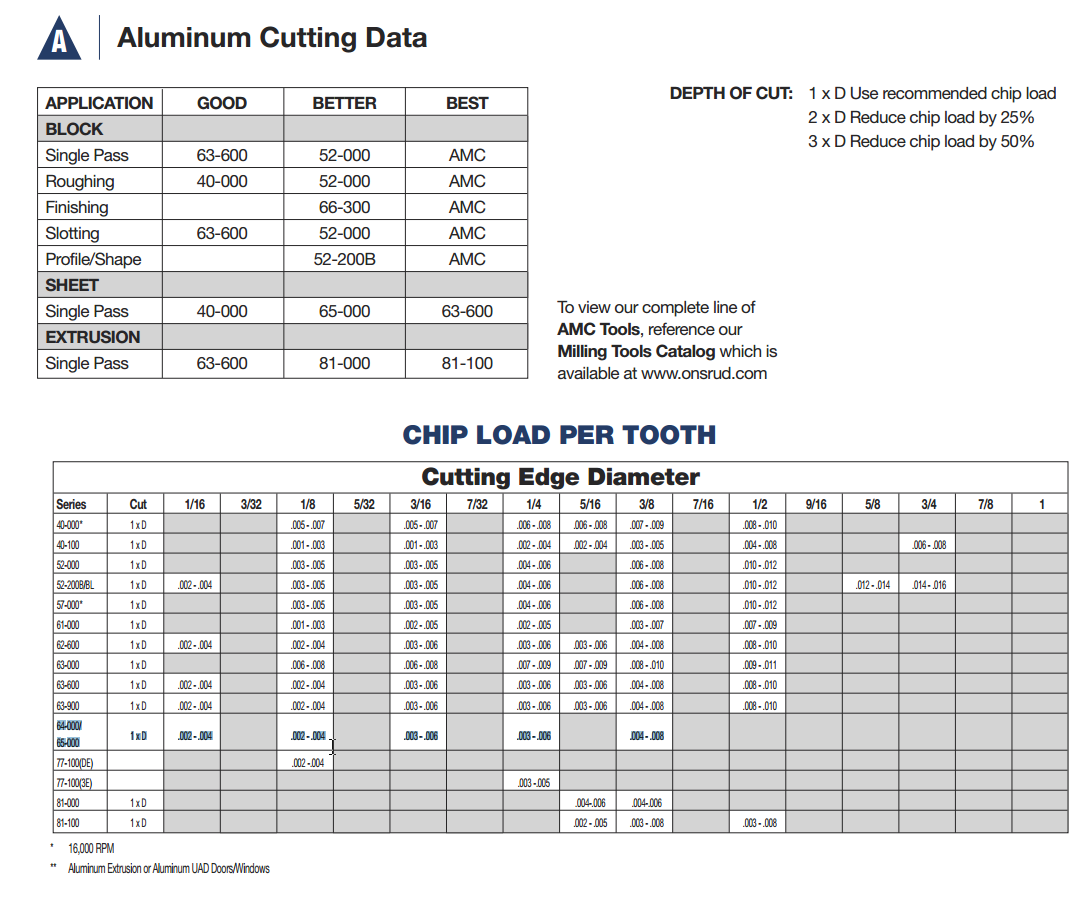 A
Aluminum Cutting Data
APPLICATION GOOD BETTER BEST
BLOCK
Single Pass 63-600 52-000 AMC
Roughing 40-000 52-000 AMC
Finishing 66-300 AMC
Slotting 63-600 52-000 AMC
Profile/Shape 52-200B AMC
SHEET
Single Pass 40-000 65-000 63-600
EXTRUSION
Single Pass 63-600 81-000 81-100
DEPTH OF CUT: 1 x D Use recommended chip load
2 x D Reduce chip load by 25%
3 x D Reduce chip load by 50%
To view our complete line of
AMC Tools, reference our
Milling Tools Catalog which is
available at www.onsrud.com
CHIP LOAD PER TOOTH
Cutting Edge Diameter
Series Cut 1/16 3/32 1/8 5/32 3/16 7/32 1/4 5/16 3/8 7/16 1/2 9/16 5/8 3/4 7/8 1
40-000* 1 x D .005 - .007 .005 - .007 .006 - .008 .006 - .008 .007 - .009 .008 - .010
40-100 1 x D .001 - .003 .001 - .003 .002 - .004 .002 - .004 .003 - .005 .004 - .008 .006 - .008
52-000 1 x D .003 - .005 .003 - .005 .004 - .006 .006 - .008 .010 - .012
52-200B/BL 1 x D .002 - .004 .003 - .005 .003 - .005 .004 - .006 .006 - .008 .010 - .012 .012 - .014 .014 - .016
57-000* 1 x D .003 - .005 .003 - .005 .004 - .006 .006 - .008 .010 - .012
61-000 1 x D .001 - .003 .002 - .005 .002 - .005 .003 - .007 .007 - .009
62-600 1 x D .002 - .004 .002 - .004 .003 - .006 .003 - .006 .003 - .006 .004 - .008 .008 - .010
63-000 1 x D .006 - .008 .006 - .008 .007 - .009 .007 - .009 .008 - .010 .009 - .011
63-600 1 x D .002 - .004 .002 - .004 .003 - .006 .003 - .006 .003 - .006 .004 - .008 .008 - .010
63-900 1 x D .002 - .004 .002 - .004 .003 - .006 .003 - .006 .003 - .006 .004 - .008 .008 - .010
64-000/
65-000 1 x D .002 - .004 .002 - .004 .003 - .006 .003 - .006 .004 - .008
77-100(DE) .002 - .004
77-100(3E) .003 - .005
81-000 1 x D .004-.006 .004-.006
81-100 1 x D .002 - .005 .003 - .008 .003 - .008
* 16,000 RPM
** Aluminum Extrusion or Aluminum UAD Doors/Windows